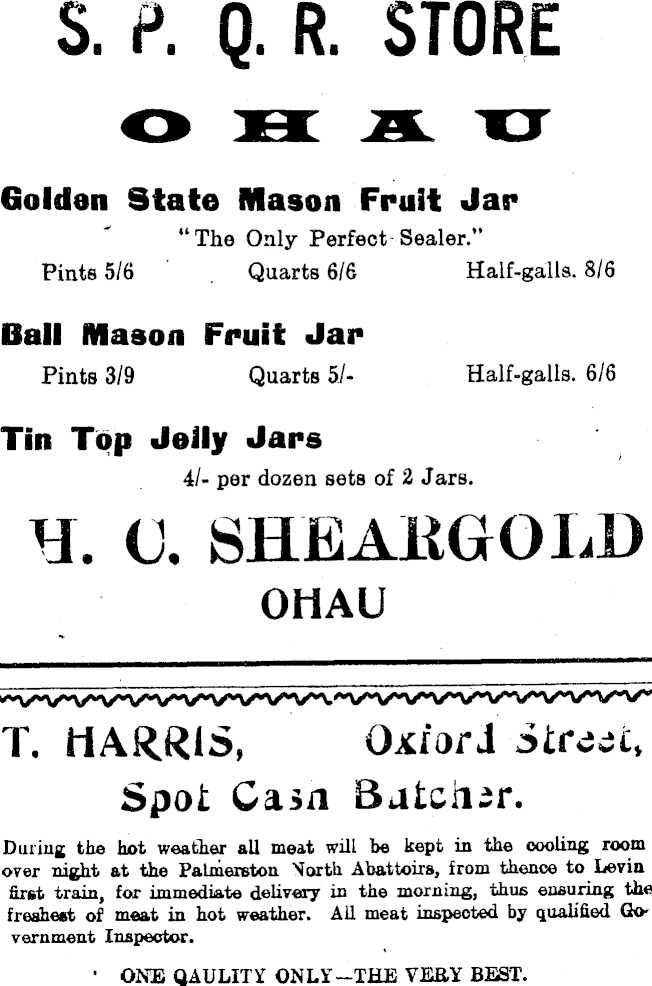 S. P. Q. R. STORE
OHAU
Golden State Mason Fruit Jar
"The Only Perfect Sealer."
Pints 5/6 Quarts 6/6 Half-galls. 8/6
Ball Mason Fruit Jar
Pints 3/9 Quarts 5/- Half-galls. 6/6
Tin Top Jelly Jars
4/- per dozen sets of 2 Jars.
H. C. SHEARGOLD
OHAU
T. HARRIS, Oxford Street,
Spot Cash Butcher.
During the hot weather all meat will be kept in the cooling room
over night at the Palmerston North Abattoirs, from thence to Levin
first train, for immediate delivery in the morning, thus ensuring the
freshest of meat in hot weather. All meat inspected by qualified Go-
vernment Inspector.
ONE QAULITY ONLY—THE VERY BEST.